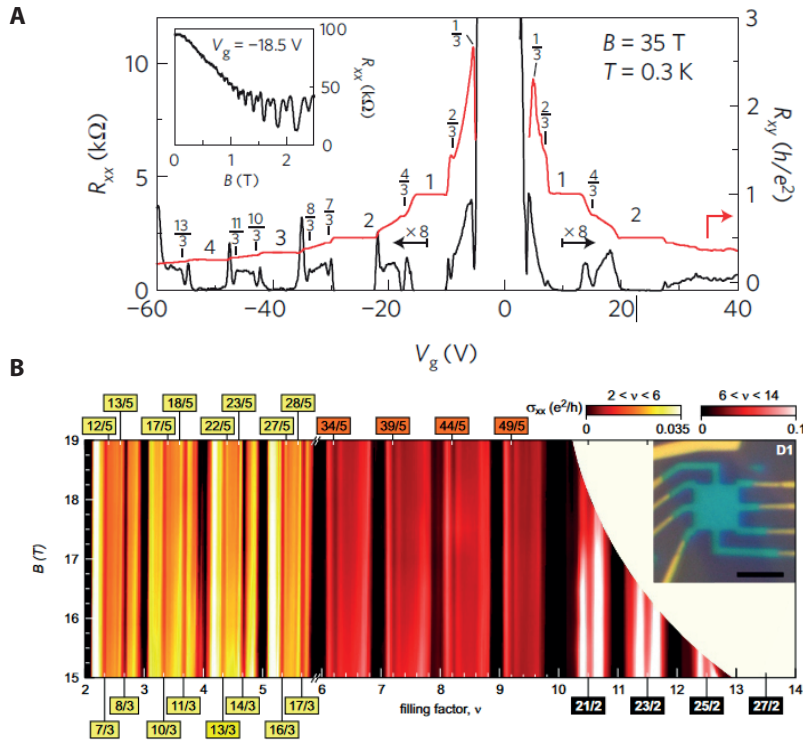 A
V_g = −18.5 V
R_xx (kΩ)
100
50
0
0 1 2
B (T)
B = 35 T
T = 0.3 K
1/3
1/3
2/3
2/3
4/3
4/3
1
1
2
2
×8
×8
13/3
4
11/3
10/3
3
8/3
7/3
10
5
0
R_xx (kΩ)
3
2
1
0
R_xy (h/e²)
−60 −40 −20 0 20 40
V_g (V)
B
13/5 18/5 23/5 28/5
12/5 17/5 22/5 27/5 34/5 39/5 44/5 49/5
σ_xx (e²/h) 2 < ν < 6
0 0.035
6 < ν < 14
0 0.1
D1
19
18
17
16
15
B (T)
2 3 4 5 6 7 8 9 10 11 12 13 14
filling factor, ν
8/3 11/3 14/3 17/3
7/3 10/3 13/3 16/3
21/2 23/2 25/2 27/2